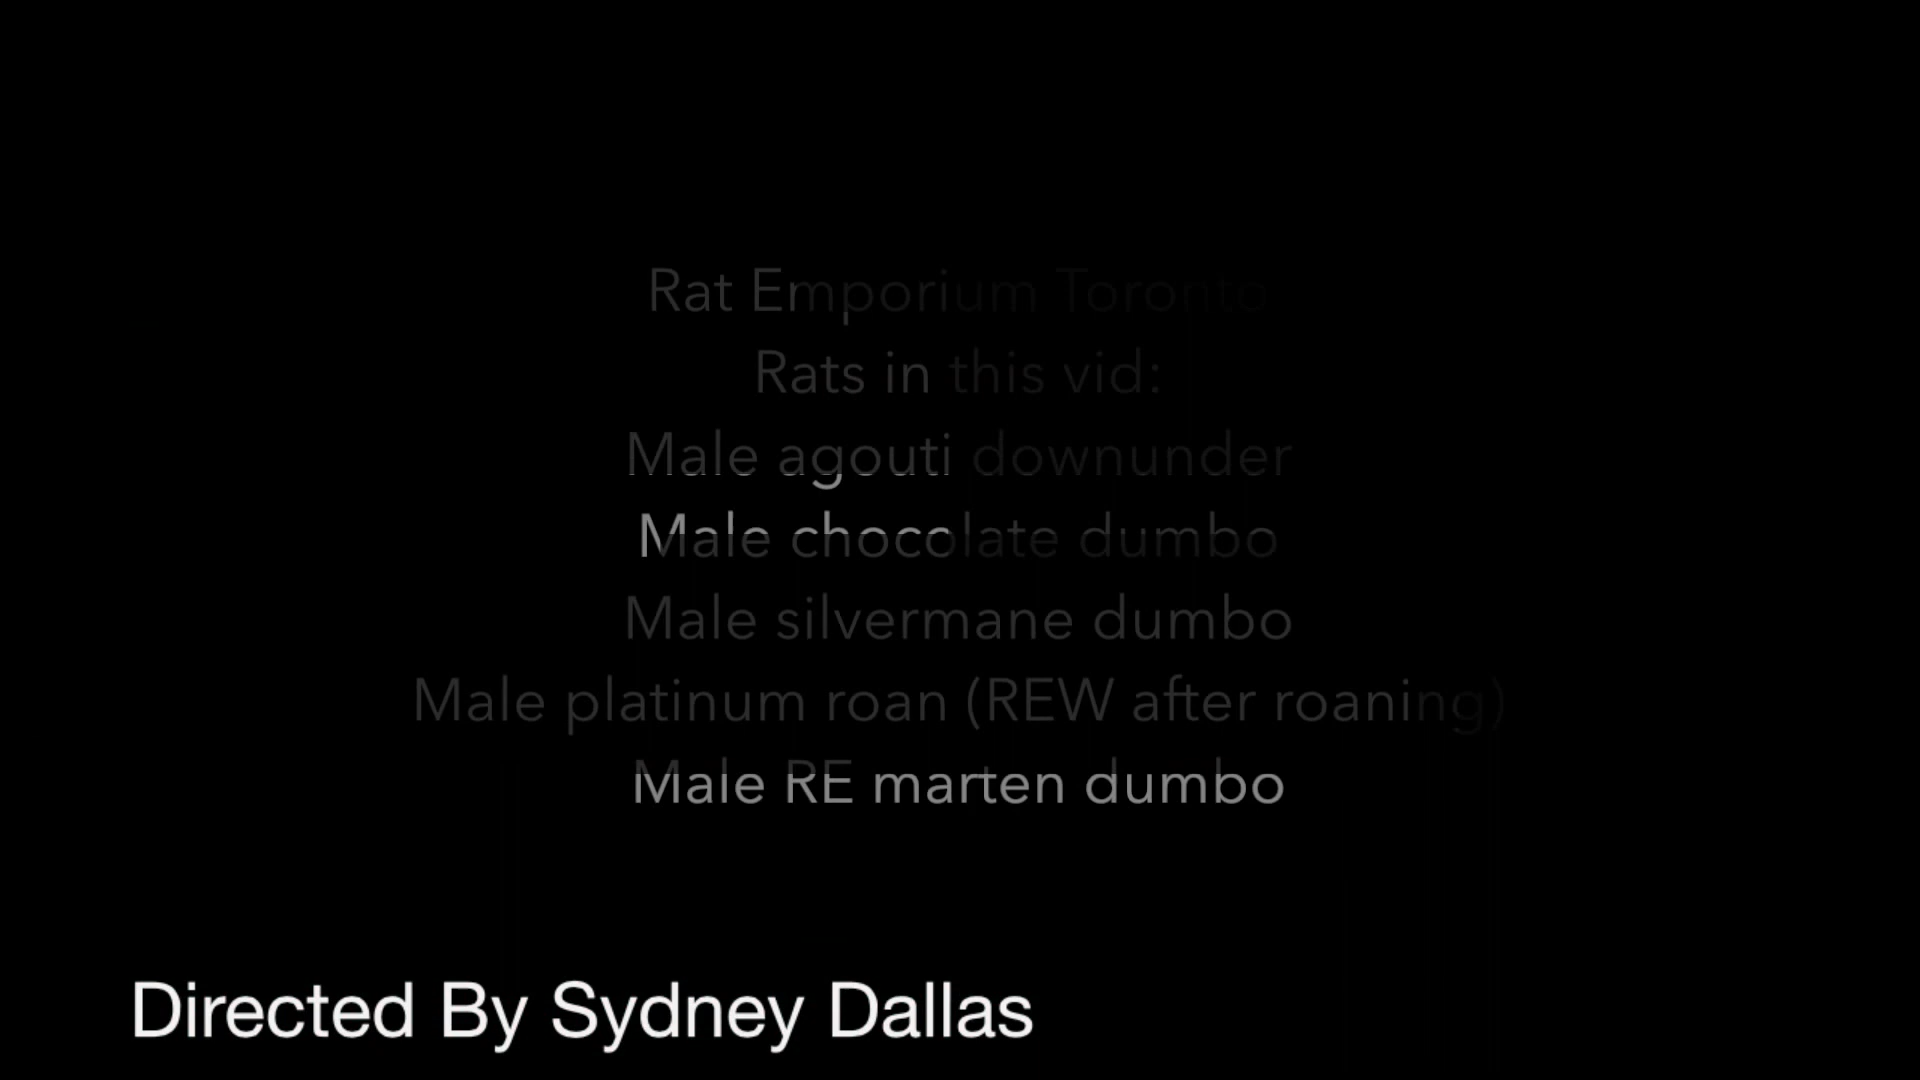 Rat Emporium Toronto
Rats in this vid:
Male agouti downunder
Male chocolate dumbo
Male silvermane dumbo
Male platinum roan (REW after roaning)
Male RE marten dumbo
Directed By Sydney Dallas